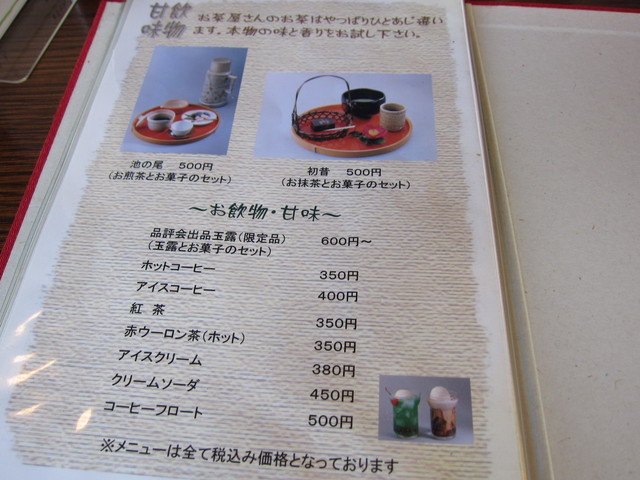 甘飲
味物
お茶屋さんのお茶はやっぱりひとあじ違い
ます。本物の味と香りをお試し下さい。
池の尾 500円
(お煎茶とお菓子のセット)
初昔 500円
(お抹茶とお菓子のセット)
～お飲物・甘味～
品評会出品玉露(限定品) 600円～
(玉露とお菓子のセット)
ホットコーヒー 350円
アイスコーヒー 400円
紅 茶 350円
赤ウーロン茶(ホット) 350円
アイスクリーム 380円
クリームソーダ 450円
コーヒーフロート 500円
※メニューは全て税込み価格となっております